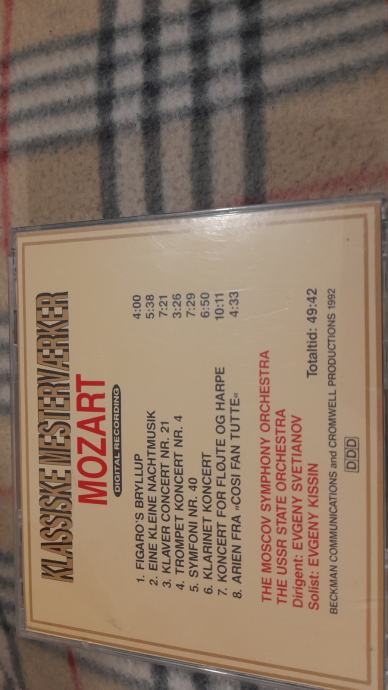 KLASSISKE MESTERVÆRKER
MOZART
DIGITAL RECORDING
1. FIGARO'S BRYLLUP 4:00
2. EINE KLEINE NACHTMUSIK 5:38
3. KLAVER CONCERT NR. 21 7:21
4. TROMPET KONCERT NR. 4 3:26
5. SYMFONI NR. 40 7:29
6. KLARINET KONCERT 6:50
7. KONCERT FOR FLØJTE OG HARPE 10:11
8. ARIEN FRA »COSI FAN TUTTE« 4:33
THE MOSCOV SYMPHONY ORCHESTRA
THE USSR STATE ORCHESTRA
Dirigent: EVGENY SVETIANOV
Solist: EVGENY KISSIN Totaltid: 49:42
BECKMAN COMMUNICATIONS and CROMWELL PRODUCTIONS 1992
DDD